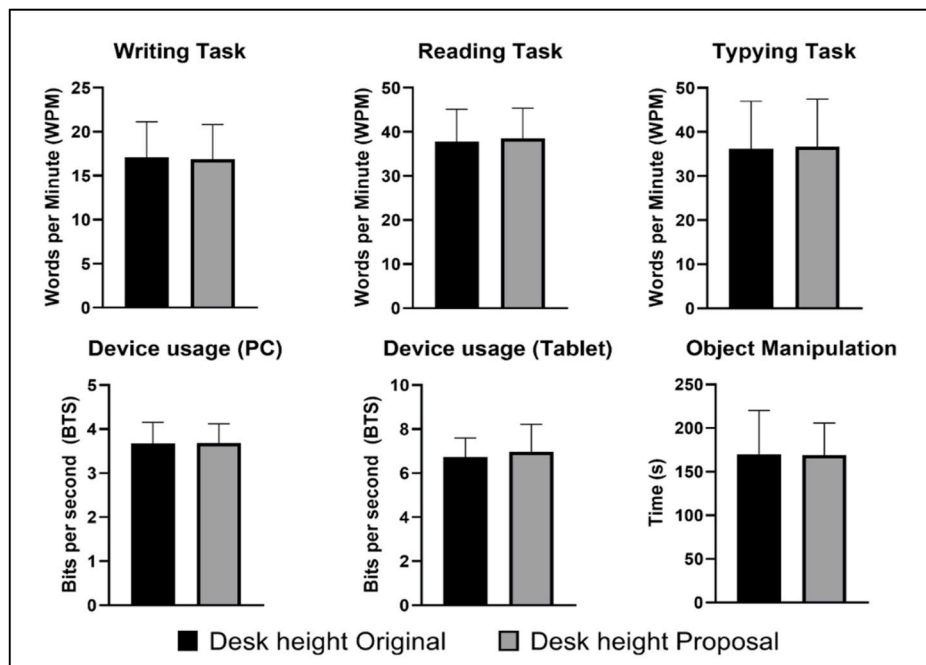 Writing Task
Words per Minute (WPM)
25
20
15
10
5
0
Reading Task
Words per Minute (WPM)
50
40
30
20
10
0
Typying Task
Words per Minute (WPM)
50
40
30
20
10
0
Device usage (PC)
Bits per second (BTS)
5
4
3
2
1
0
Device usage (Tablet)
Bits per second (BTS)
10
8
6
4
2
0
Object Manipulation
Time (s)
250
200
150
100
50
0
Desk height Original
Desk height Proposal